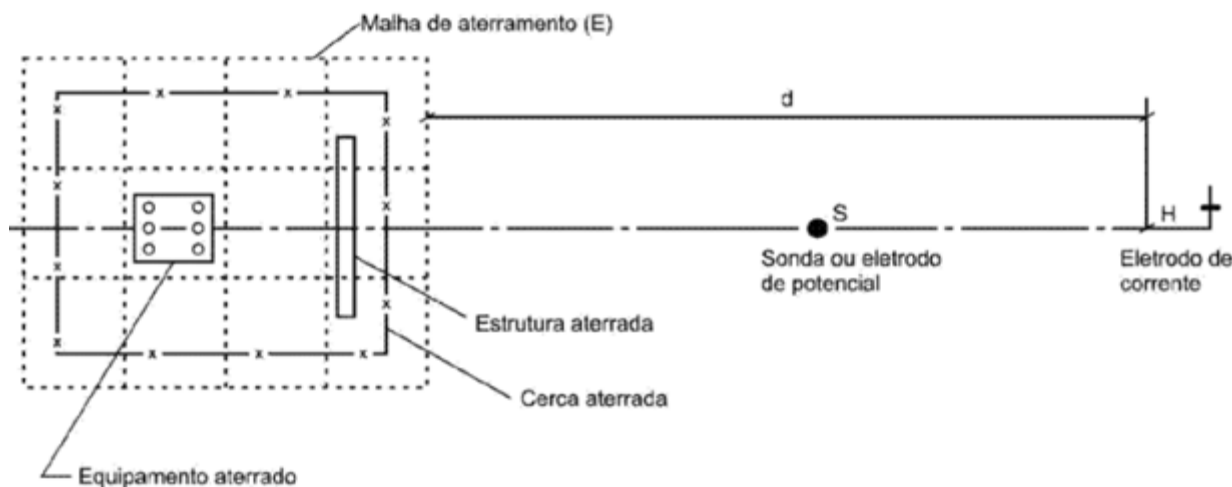 Malha de aterramento (E)
d
S
H
Sonda ou eletrodo
de potencial
Eletrodo de
corrente
Estrutura aterrada
Cerca aterrada
Equipamento aterrado